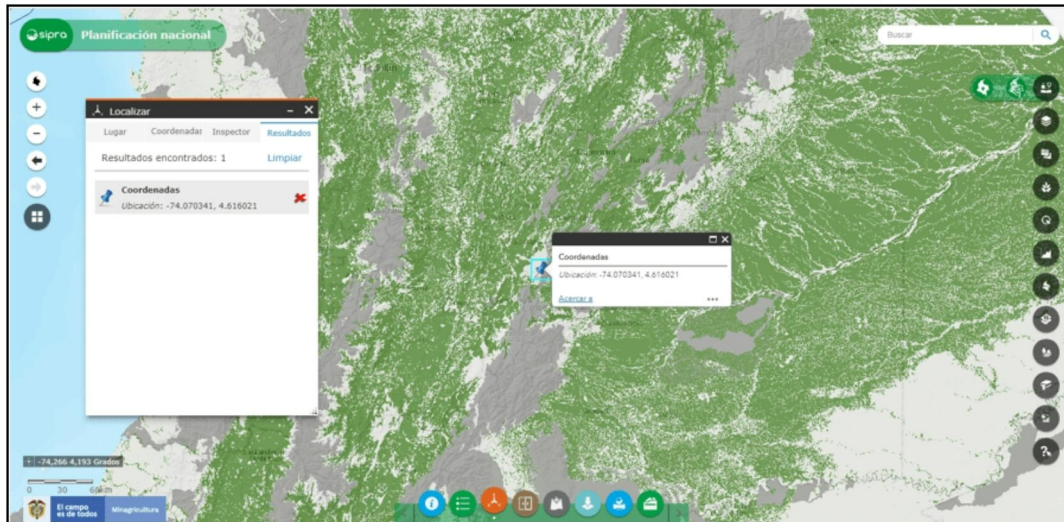 sipra
Planificación nacional
Buscar
Localizar
Lugar
Coordenadas
Inspector
Resultados
Resultados encontrados: 1
Limpiar
Coordenadas
Ubicación: -74.070341, 4.616021
Coordenadas
Ubicación: -74.070341, 4.616021
Acercar a
-74,266 4,193 Grados
0 30 60km
El campo
es de todos
Minagricultura